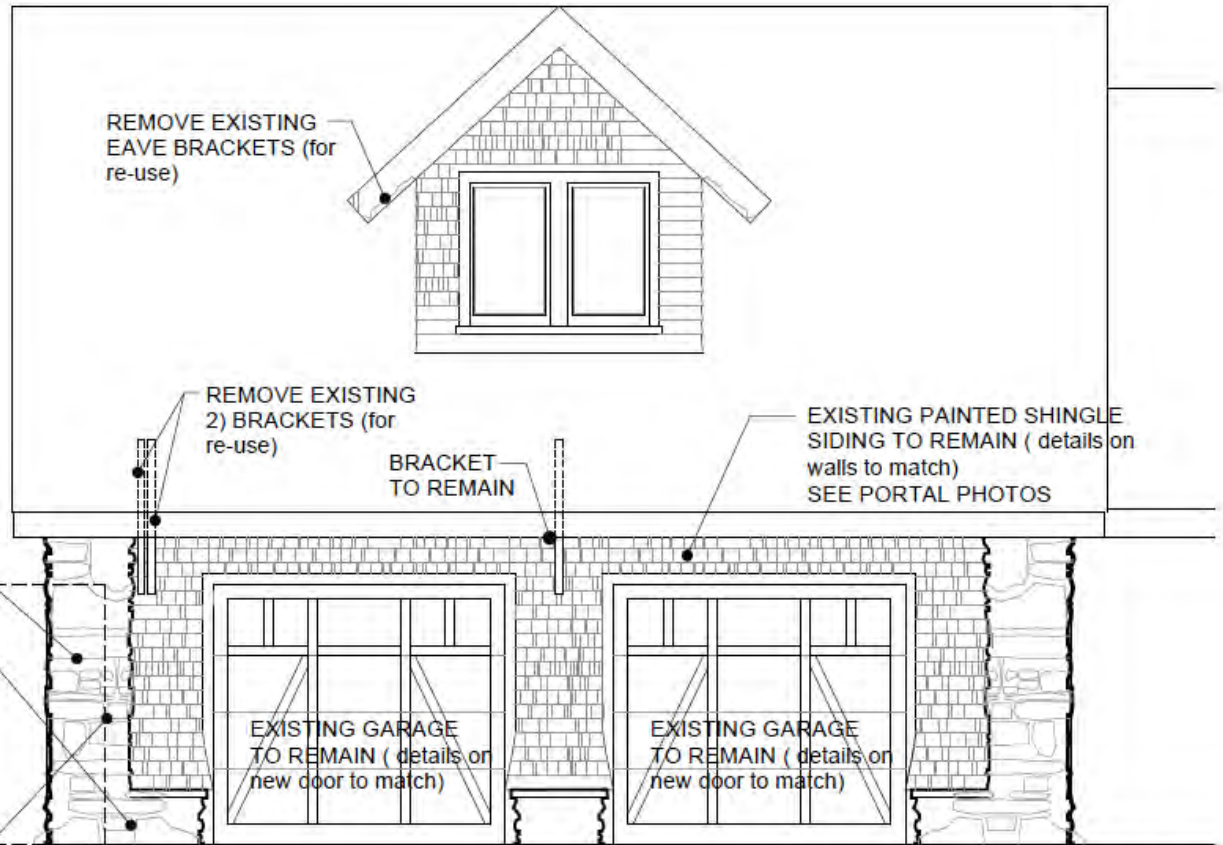 REMOVE EXISTING
EAVE BRACKETS (for
re-use)
REMOVE EXISTING
2) BRACKETS (for
re-use)
BRACKET
TO REMAIN
EXISTING PAINTED SHINGLE
SIDING TO REMAIN ( details on
walls to match)
SEE PORTAL PHOTOS
EXISTING GARAGE
TO REMAIN ( details on
new door to match)
EXISTING GARAGE
TO REMAIN ( details on
new door to match)